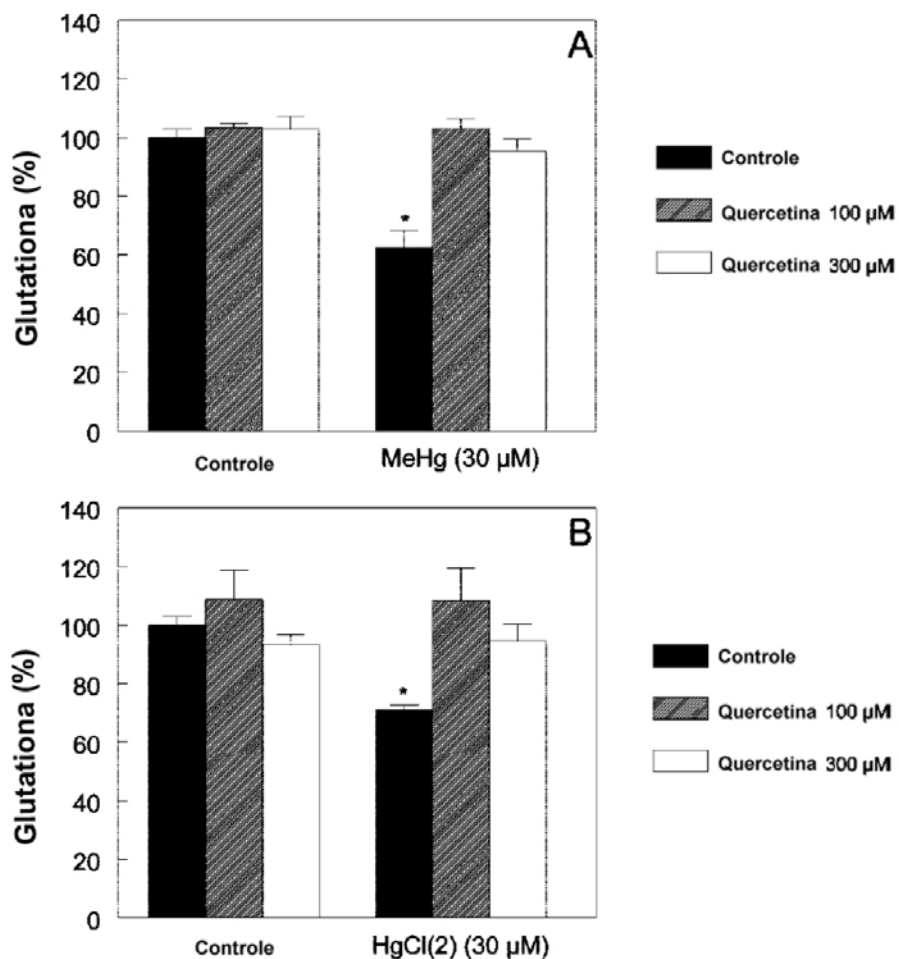 A
140
120
100
80
60
40
20
0
Glutationa (%)
*
Controle
MeHg (30 µM)
Controle
Quercetina 100 µM
Quercetina 300 µM
B
140
120
100
80
60
40
20
0
Glutationa (%)
*
Controle
HgCl(2) (30 µM)
Controle
Quercetina 100 µM
Quercetina 300 µM